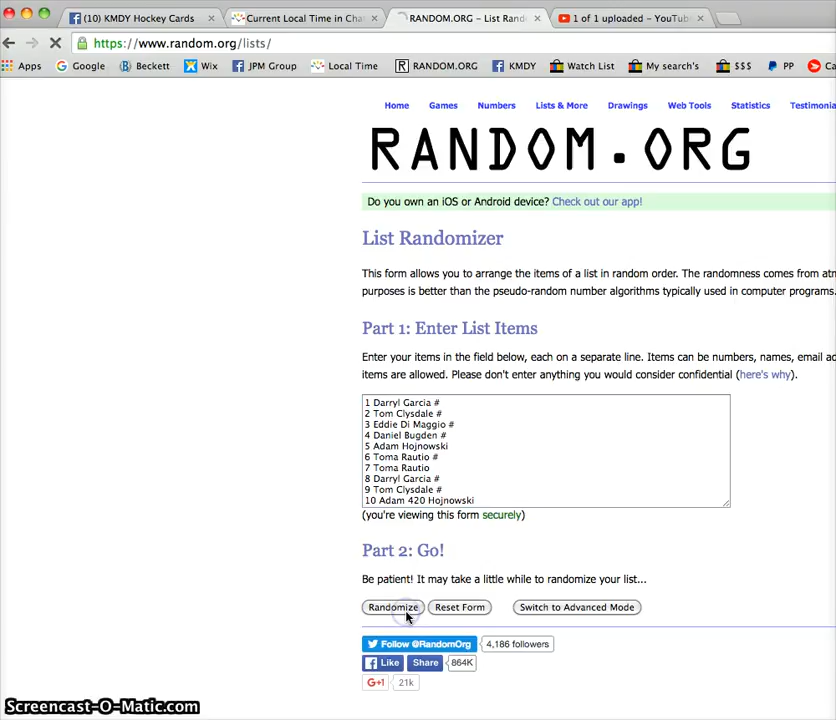 (10) KMDY Hockey Cards
Current Local Time in Cha
RANDOM.ORG - List Rand
1 of 1 uploaded - YouTub
https://www.random.org/lists/
Apps Google Beckett Wix JPM Group Local Time RANDOM.ORG KMDY Watch List My search's $$$ PP Ca
Home Games Numbers Lists & More Drawings Web Tools Statistics Testimonia
RANDOM.ORG
Do you own an iOS or Android device? Check out our app!
List Randomizer
This form allows you to arrange the items of a list in random order. The randomness comes from atm
purposes is better than the pseudo-random number algorithms typically used in computer programs.
Part 1: Enter List Items
Enter your items in the field below, each on a separate line. Items can be numbers, names, email ad
items are allowed. Please don't enter anything you would consider confidential (here's why).
1 Darryl Garcia #
2 Tom Clysdale #
3 Eddie Di Maggio #
4 Daniel Bugden #
5 Adam Hojnowski
6 Toma Rautio #
7 Toma Rautio
8 Darryl Garcia #
9 Tom Clysdale #
10 Adam 420 Hojnowski
(you're viewing this form securely)
Part 2: Go!
Be patient! It may take a little while to randomize your list...
Randomize Reset Form Switch to Advanced Mode
Follow @RandomOrg 4,186 followers
Like Share 864K
G+1 21k
Screencast-O-Matic.com